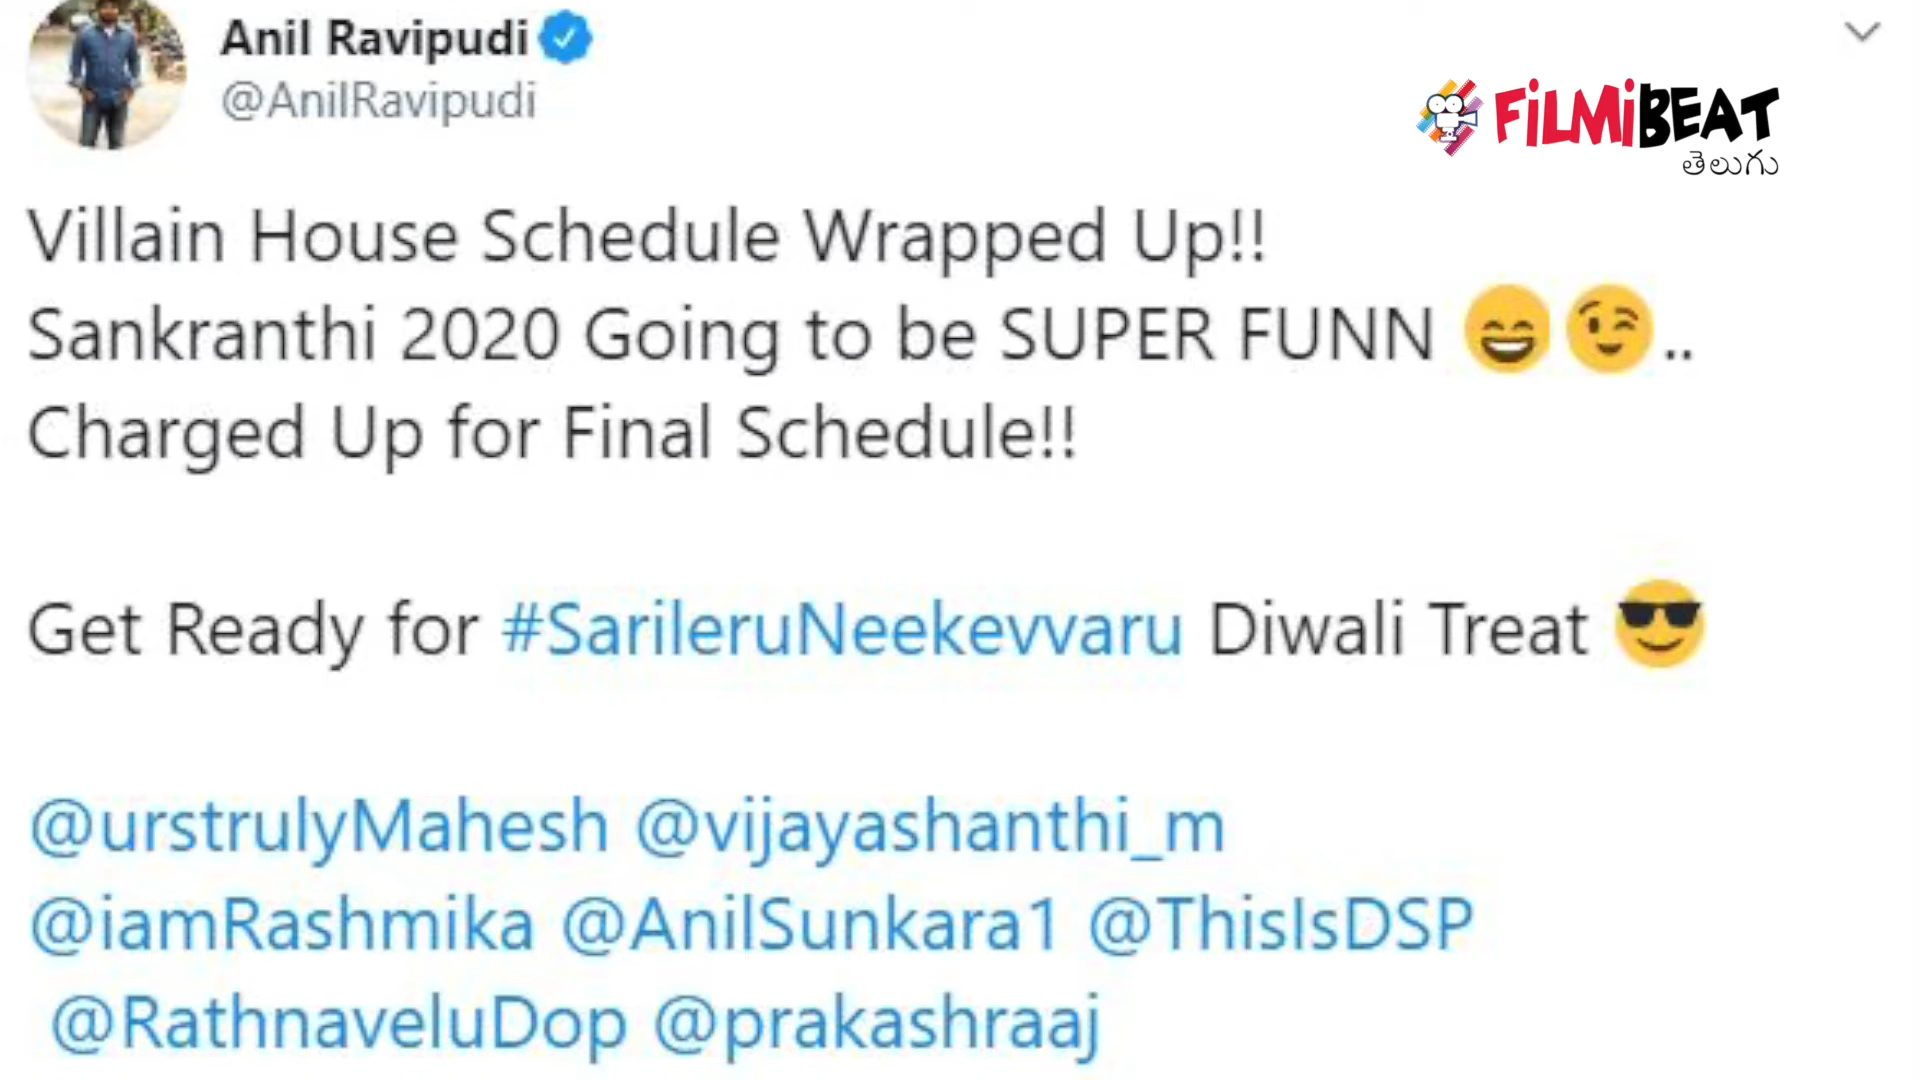 Anil Ravipudi
@AnilRavipudi
FiLMiBEAT
తెలుగు
Villain House Schedule Wrapped Up!!
Sankranthi 2020 Going to be SUPER FUNN 😄😉..
Charged Up for Final Schedule!!
Get Ready for #SarileruNeekevvaru Diwali Treat 😎
@urstrulyMahesh @vijayashanthi_m
@iamRashmika @AnilSunkara1 @ThisIsDSP
@RathnaveluDop @prakashraaj